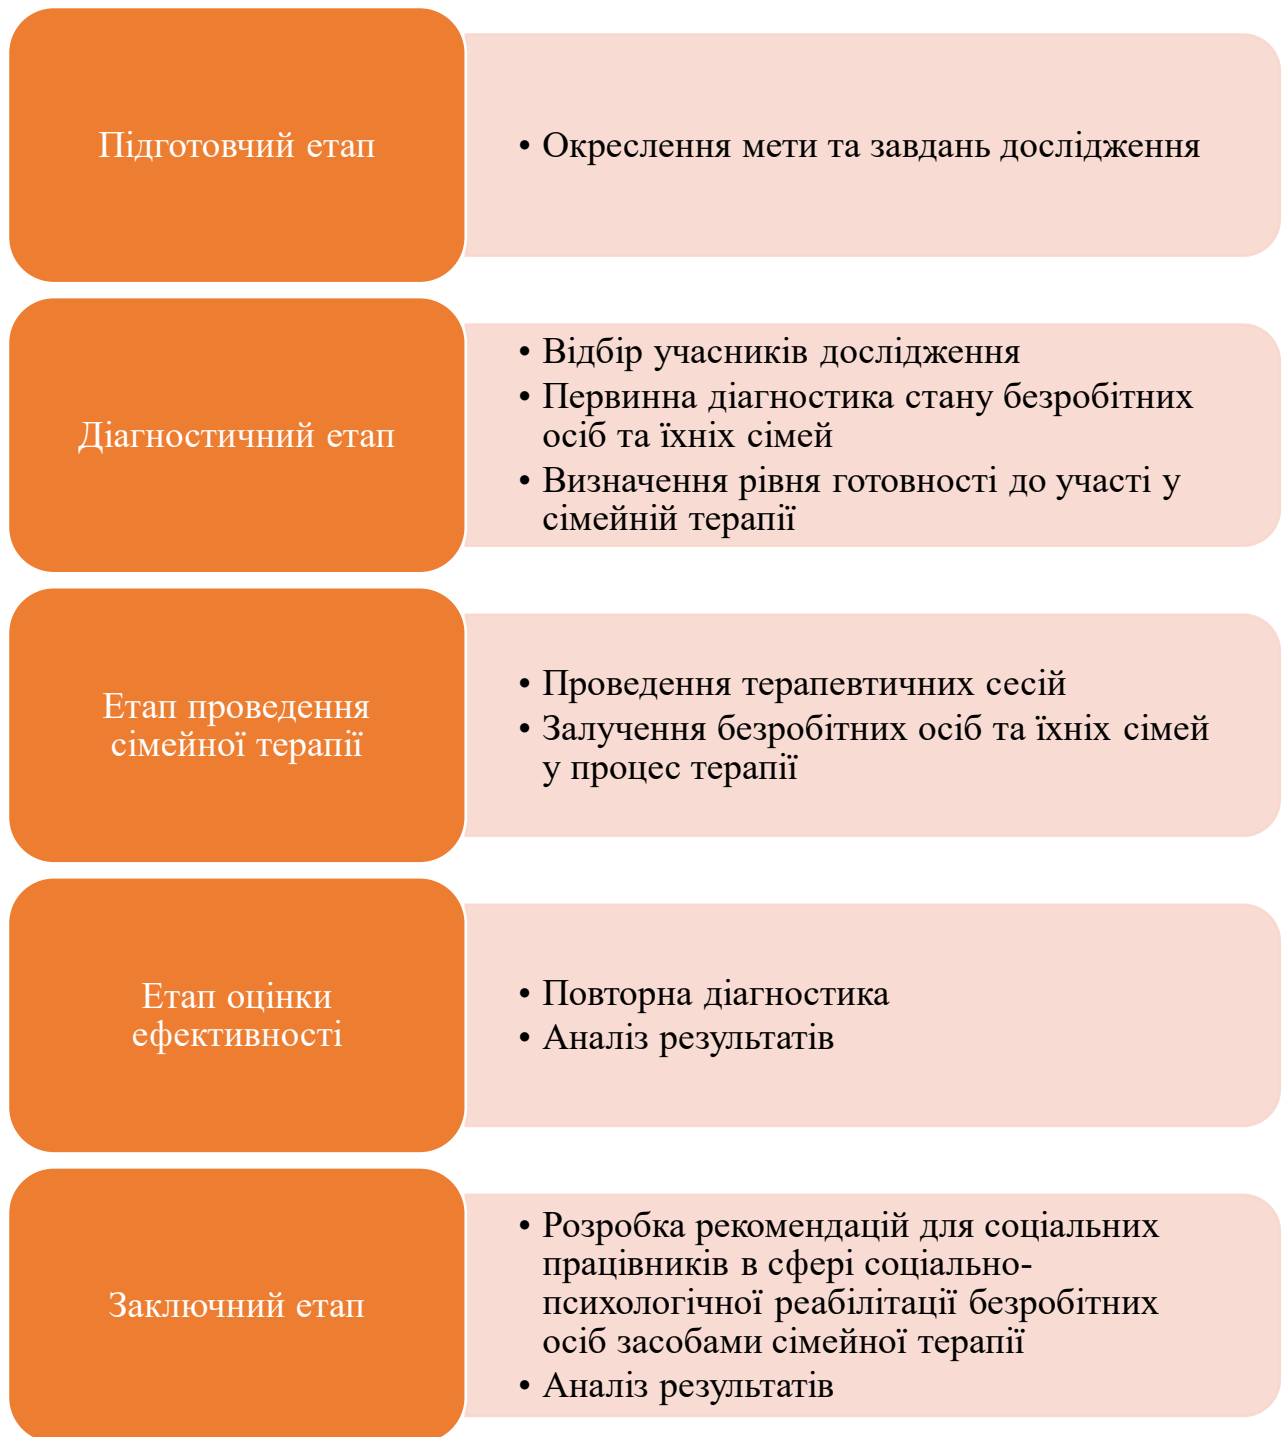 Підготовчий етап
• Окреслення мети та завдань дослідження
Діагностичний етап
• Відбір учасників дослідження
• Первинна діагностика стану безробітних
осіб та їхніх сімей
• Визначення рівня готовності до участі у
сімейній терапії
Етап проведення
сімейної терапії
• Проведення терапевтичних сесій
• Залучення безробітних осіб та їхніх сімей
у процес терапії
Етап оцінки
ефективності
• Повторна діагностика
• Аналіз результатів
Заключний етап
• Розробка рекомендацій для соціальних
працівників в сфері соціально-
психологічної реабілітації безробітних
осіб засобами сімейної терапії
• Аналіз результатів